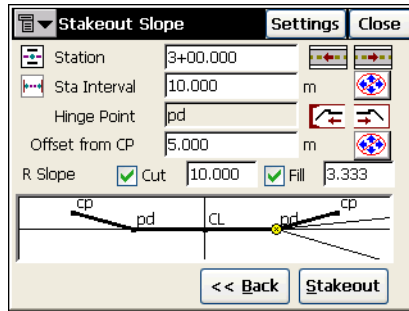 Stakeout Slope Settings Close
Station 3+00.000
Sta Interval 10.000 m
Hinge Point pd
Offset from CP 5.000 m
R Slope Cut 10.000 Fill 3.333
cp pd CL pd cp
<< Back Stakeout